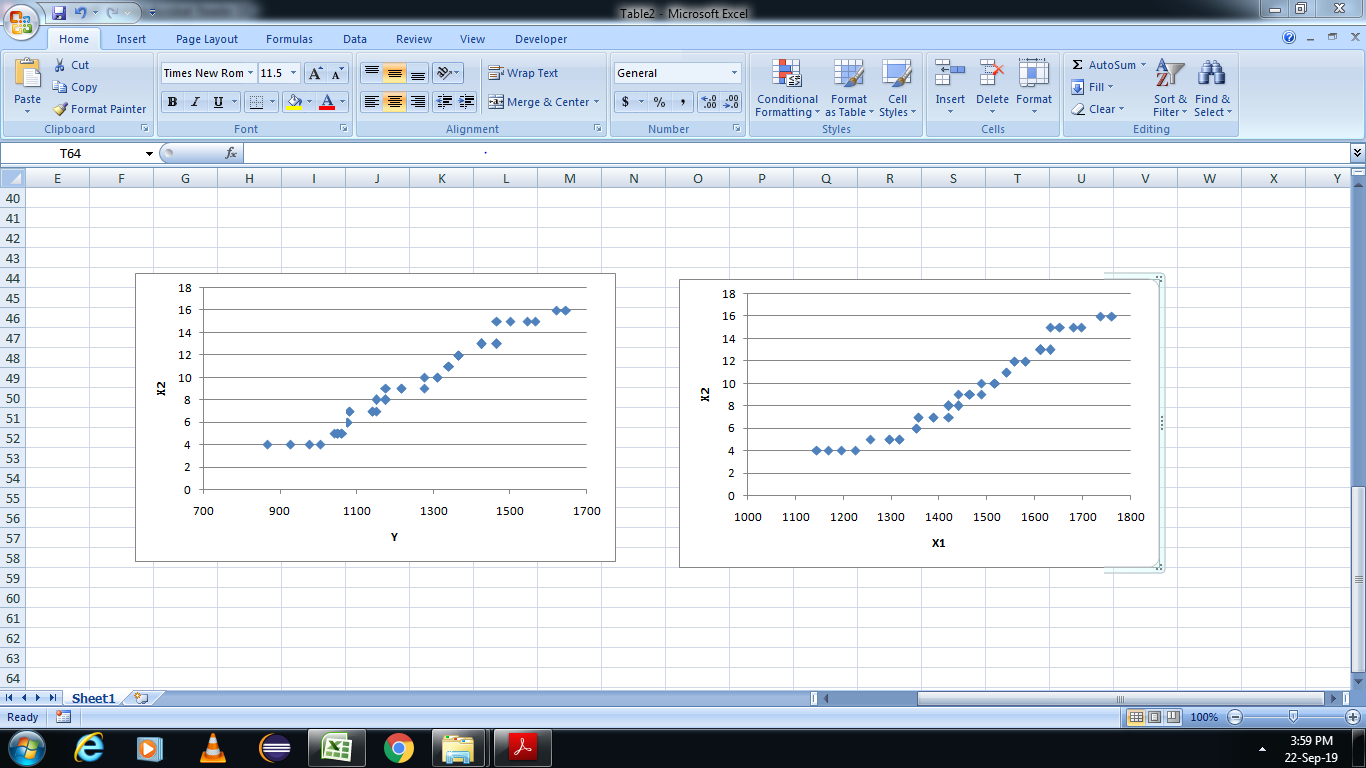 Table2 - Microsoft Excel
Home Insert Page Layout Formulas Data Review View Developer
Paste
Cut
Copy
Format Painter
Clipboard
Times New Rom 11.5
B I U
Font
Wrap Text
Merge & Center
Alignment
General
$ % ,
Number
Conditional Formatting
Format as Table
Cell Styles
Styles
Insert Delete Format
Cells
Σ AutoSum
Fill
Clear
Sort & Filter
Find & Select
Editing
T64 fx
E F G H I J K L M N O P Q R S T U V W X Y
40
41
42
43
44
45
46
47
48
49
50
51
52
53
54
55
56
57
58
59
60
61
62
63
64
18
16
14
12
10
8
6
4
2
0
X2
700 900 1100 1300 1500 1700
Y
18
16
14
12
10
8
6
4
2
0
X2
1000 1100 1200 1300 1400 1500 1600 1700 1800
X1
Sheet1
Ready 100%
3:59 PM
22-Sep-19